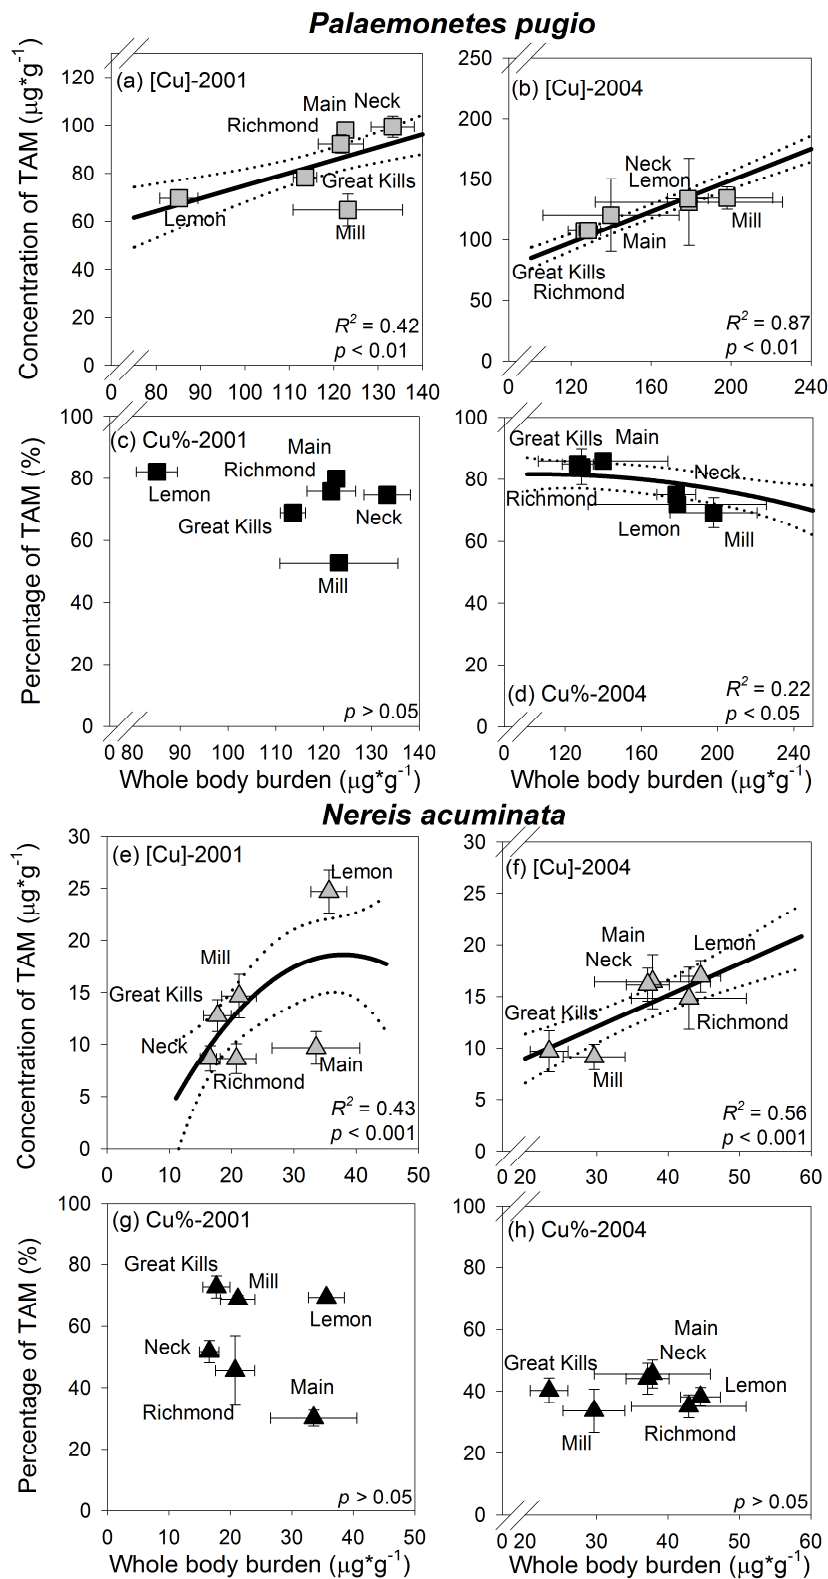 Palaemonetes pugio
Concentration of TAM (μg*g-1)
(a) [Cu]-2001
120
100
80
60
40
20
0
Main
Neck
Richmond
Great Kills
Lemon
Mill
R2 = 0.42
p < 0.01
0 80 90 100 110 120 130 140
(b) [Cu]-2004
250
200
150
100
50
0
Neck
Lemon
Mill
Main
Great Kills
Richmond
R2 = 0.87
p < 0.01
0 120 160 200 240
Percentage of TAM (%)
(c) Cu%-2001
100
80
60
40
20
0
Main
Richmond
Lemon
Neck
Great Kills
Mill
p > 0.05
0 80 90 100 110 120 130 140
Whole body burden (μg*g-1)
100
80
60
40
20
0
Great Kills
Main
Neck
Richmond
Lemon
Mill
(d) Cu%-2004
R2 = 0.22
p < 0.05
0 120 160 200 240
Whole body burden (μg*g-1)
Nereis acuminata
Concentration of TAM (μg*g-1)
(e) [Cu]-2001
30
25
20
15
10
5
0
Lemon
Mill
Great Kills
Neck
Richmond
Main
R2 = 0.43
p < 0.001
0 10 20 30 40 50
(f) [Cu]-2004
30
25
20
15
10
5
0
Main
Neck
Lemon
Great Kills
Richmond
Mill
R2 = 0.56
p < 0.001
0 20 30 40 50 60
Percentage of TAM (%)
(g) Cu%-2001
100
80
60
40
20
0
Great Kills
Mill
Lemon
Neck
Main
Richmond
p > 0.05
0 10 20 30 40 50
Whole body burden (μg*g-1)
(h) Cu%-2004
100
80
60
40
20
0
Main
Neck
Great Kills
Lemon
Richmond
Mill
p > 0.05
0 20 30 40 50 60
Whole body burden (μg*g-1)